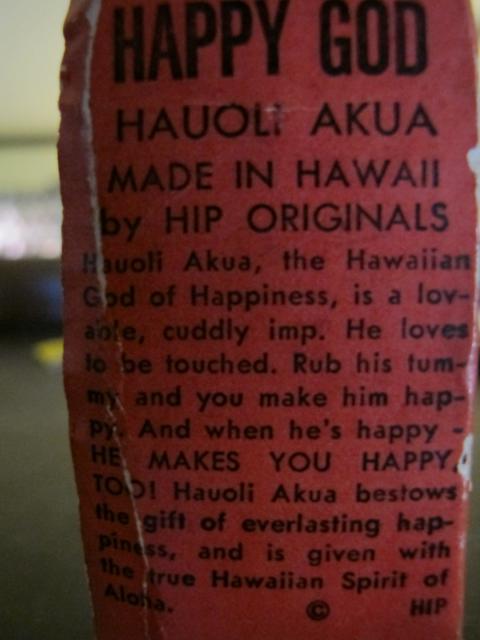 HAPPY GOD
HAUOLI AKUA
MADE IN HAWAII
by HIP ORIGINALS
Hauoli Akua, the Hawaiian
God of Happiness, is a lov-
able, cuddly imp. He loves
to be touched. Rub his tum-
my and you make him hap-
py. And when he's happy -
HE MAKES YOU HAPPY
TOO! Hauoli Akua bestows
the gift of everlasting hap-
piness, and is given with
the true Hawaiian Spirit of
Aloha. © HIP